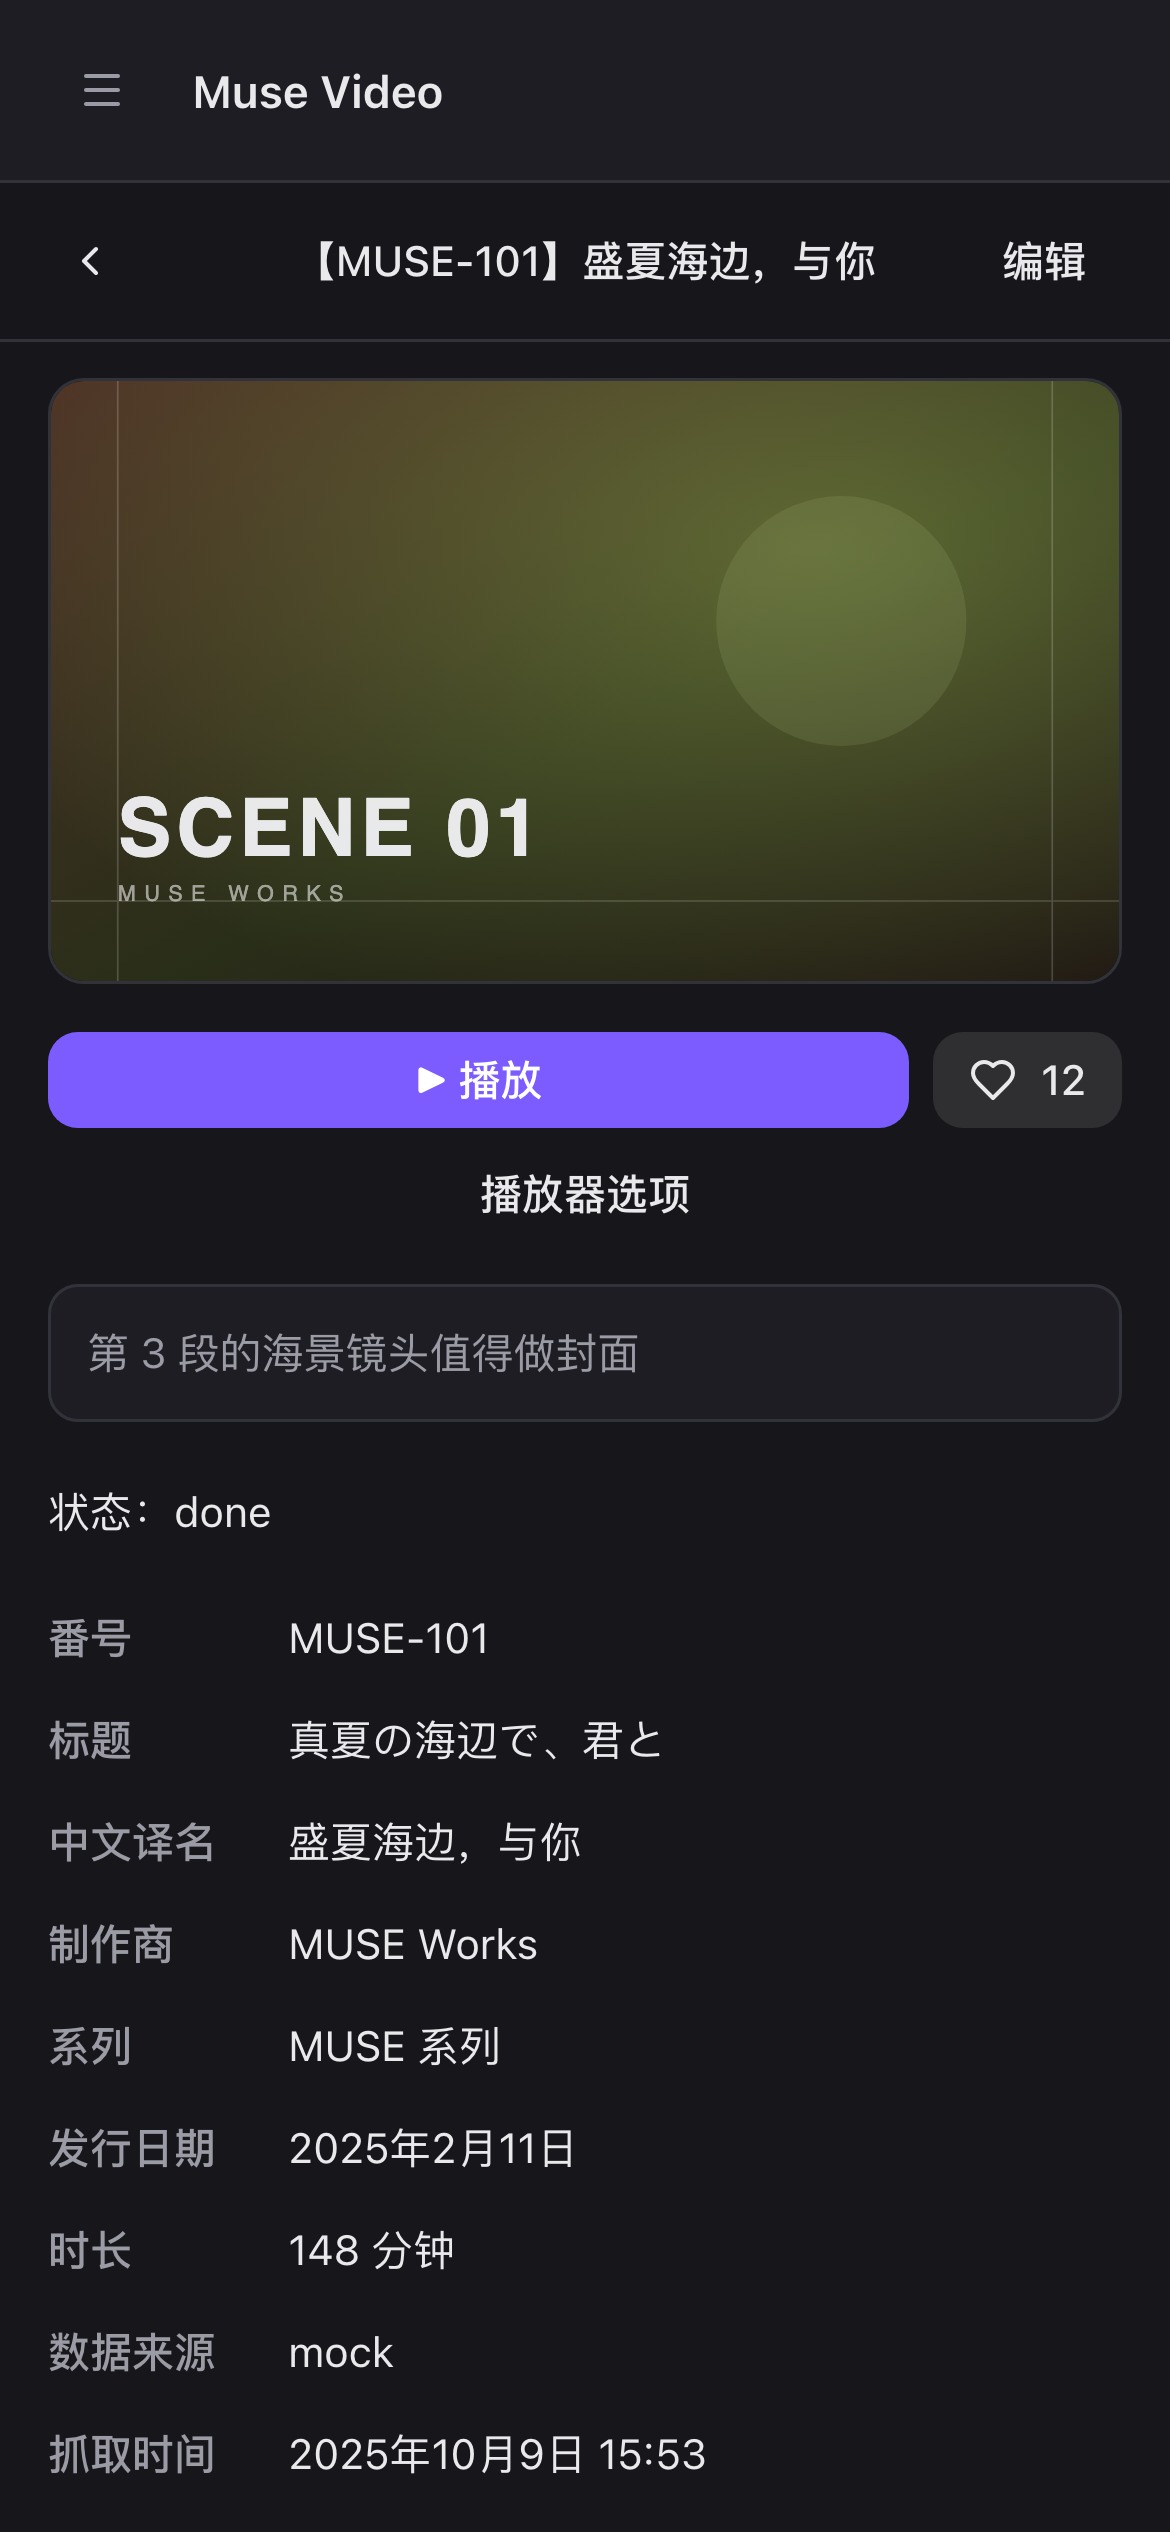 Muse Video
【MUSE-101】盛夏海边，与你 编辑
SCENE 01
MUSE WORKS
播放 12
播放器选项
第 3 段的海景镜头值得做封面
状态：done
番号 MUSE-101
标题 真夏の海辺で、君と
中文译名 盛夏海边，与你
制作商 MUSE Works
系列 MUSE 系列
发行日期 2025年2月11日
时长 148 分钟
数据来源 mock
抓取时间 2025年10月9日 15:53